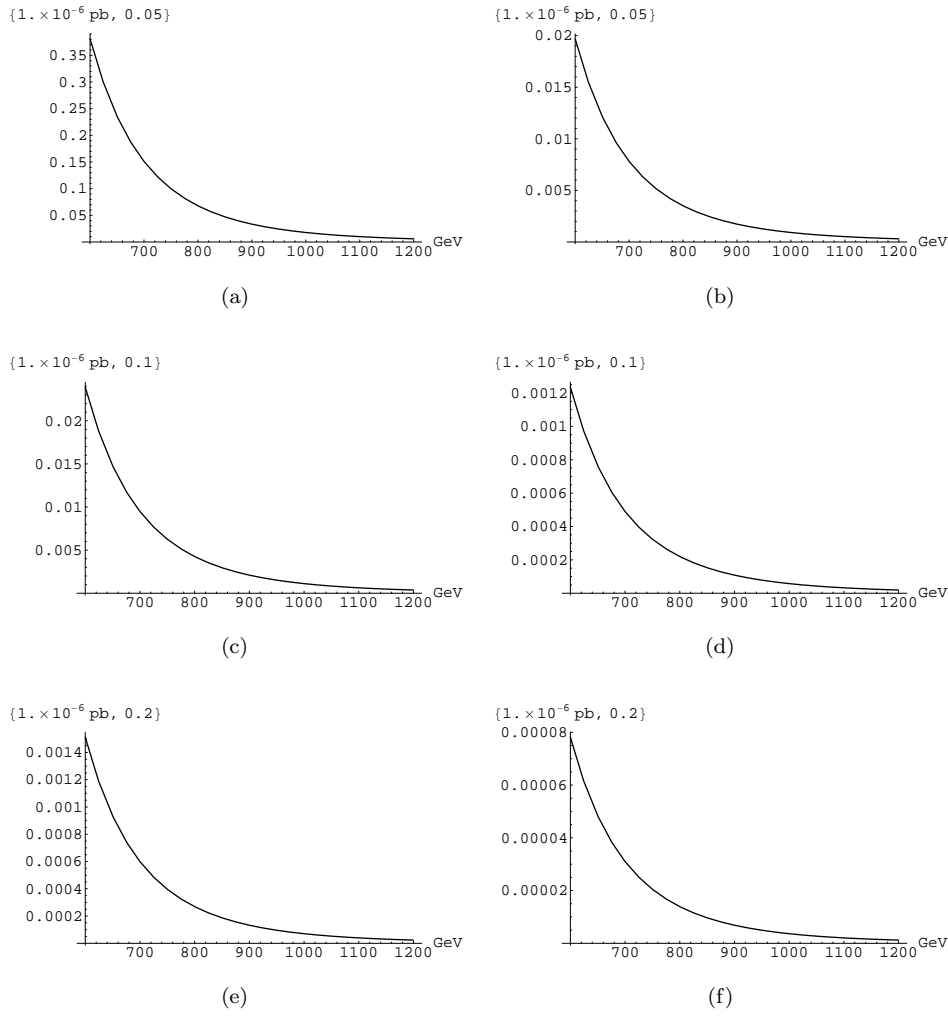 {1. ×10⁻⁶ pb, 0.05}
0.35
0.3
0.25
0.2
0.15
0.1
0.05
700 800 900 1000 1100 1200 GeV
(a)
{1. ×10⁻⁶ pb, 0.05}
0.02
0.015
0.01
0.005
700 800 900 1000 1100 1200 GeV
(b)
{1. ×10⁻⁶ pb, 0.1}
0.02
0.015
0.01
0.005
700 800 900 1000 1100 1200 GeV
(c)
{1. ×10⁻⁶ pb, 0.1}
0.0012
0.001
0.0008
0.0006
0.0004
0.0002
700 800 900 1000 1100 1200 GeV
(d)
{1. ×10⁻⁶ pb, 0.2}
0.0014
0.0012
0.001
0.0008
0.0006
0.0004
0.0002
700 800 900 1000 1100 1200 GeV
(e)
{1. ×10⁻⁶ pb, 0.2}
0.00008
0.00006
0.00004
0.00002
700 800 900 1000 1100 1200 GeV
(f)